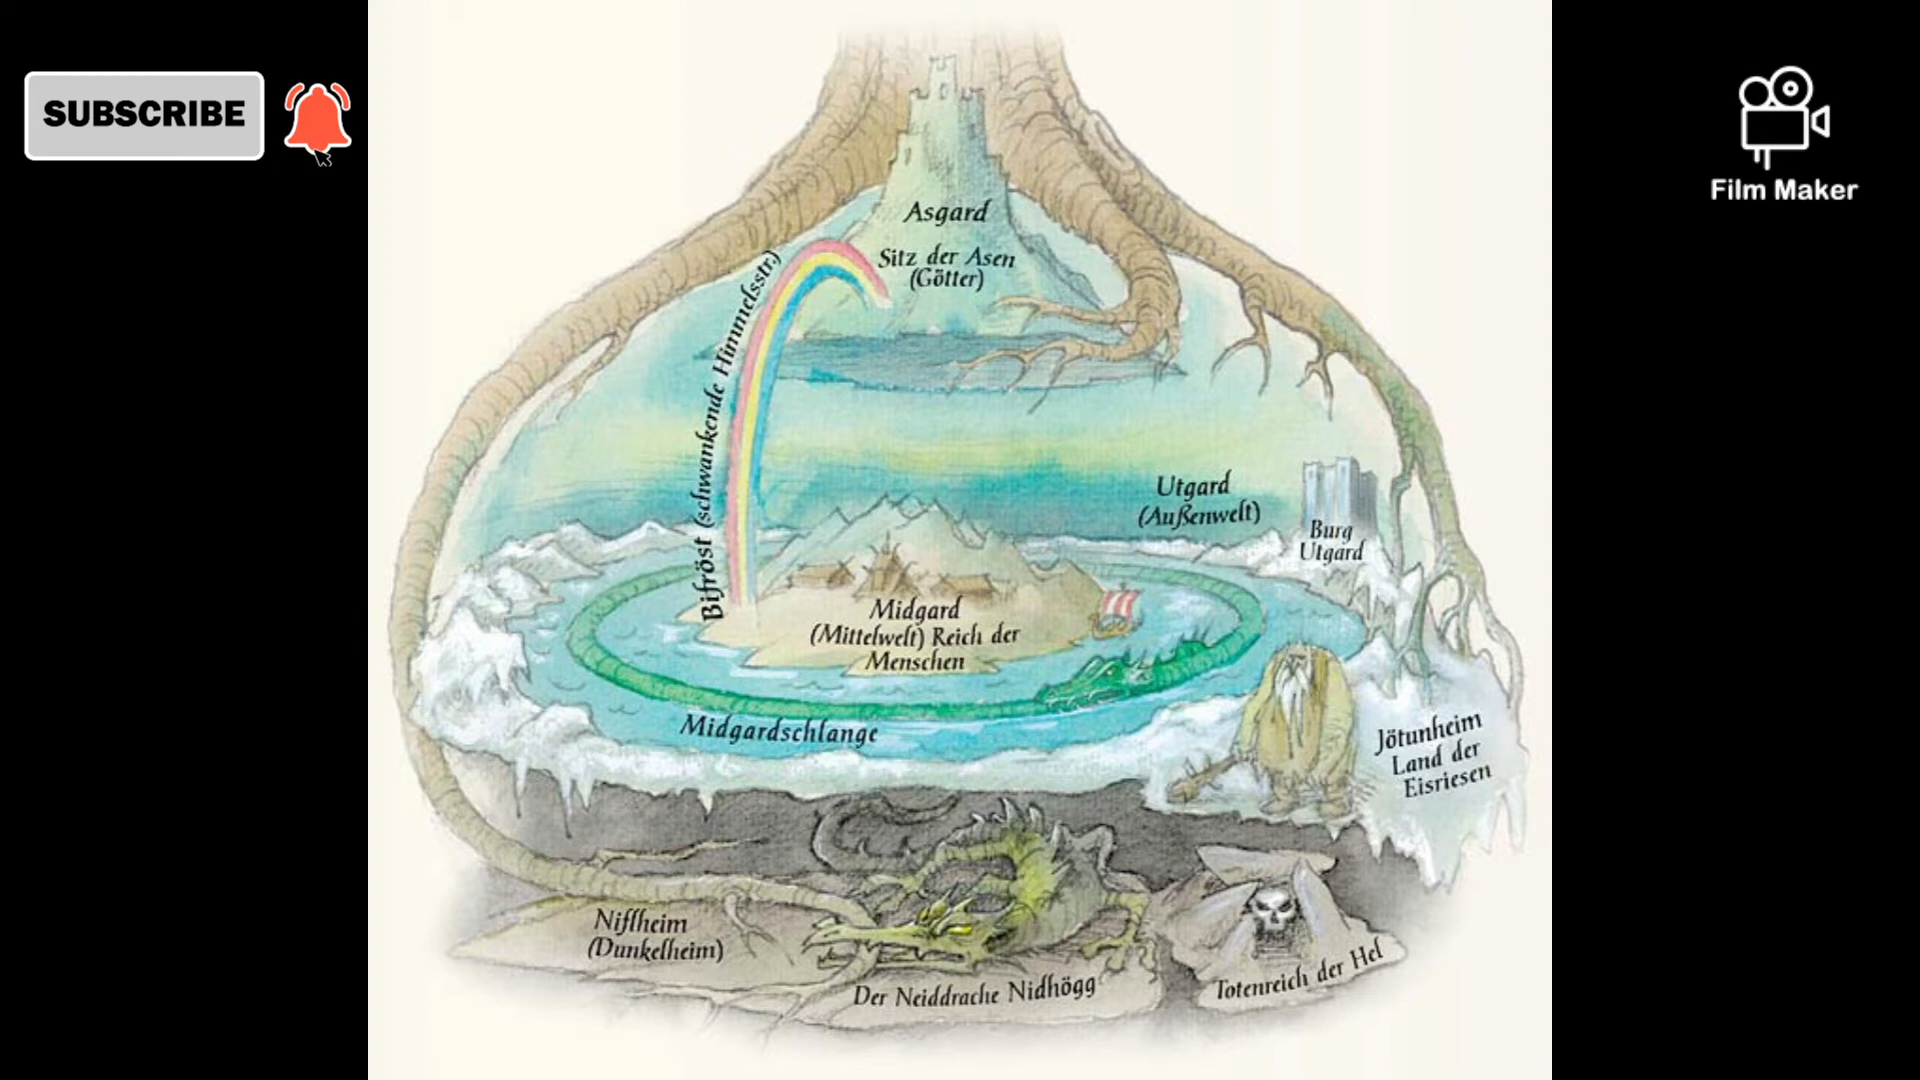 SUBSCRIBE
Film Maker
Asgard
Sitz der Asen
(Götter)
Bifröst (schwankende Himmelsstr.)
Utgard
(Außenwelt)
Burg
Utgard
Midgard
(Mittelwelt) Reich der
Menschen
Midgardschlange
Jötunheim
Land der
Eisriesen
Niflheim
(Dunkelheim)
Der Neiddrache Nidhögg
Totenreich der Hel